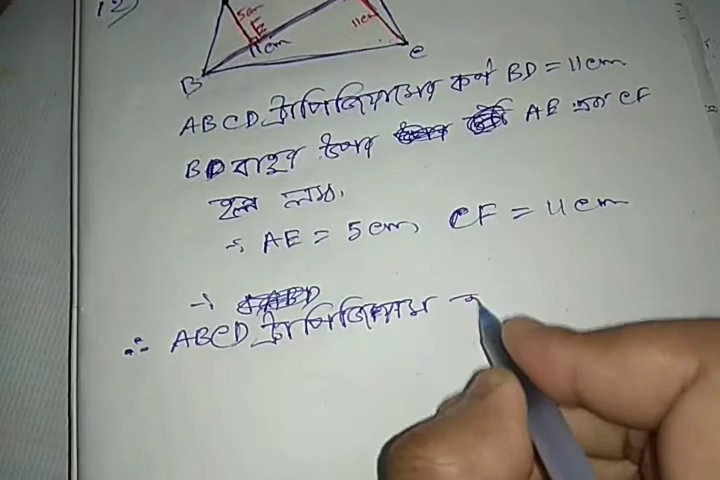 12)
5cm
E
11cm
11cm
B
C
ABCD ট্রাপিজিয়ামের কর্ণ BD = 11cm
BD বাহুর উপর AE এবং CF
হল লম্ব.
∴ AE = 5cm, CF = 11cm
∴ ABCD ট্রাপিজিয়াম